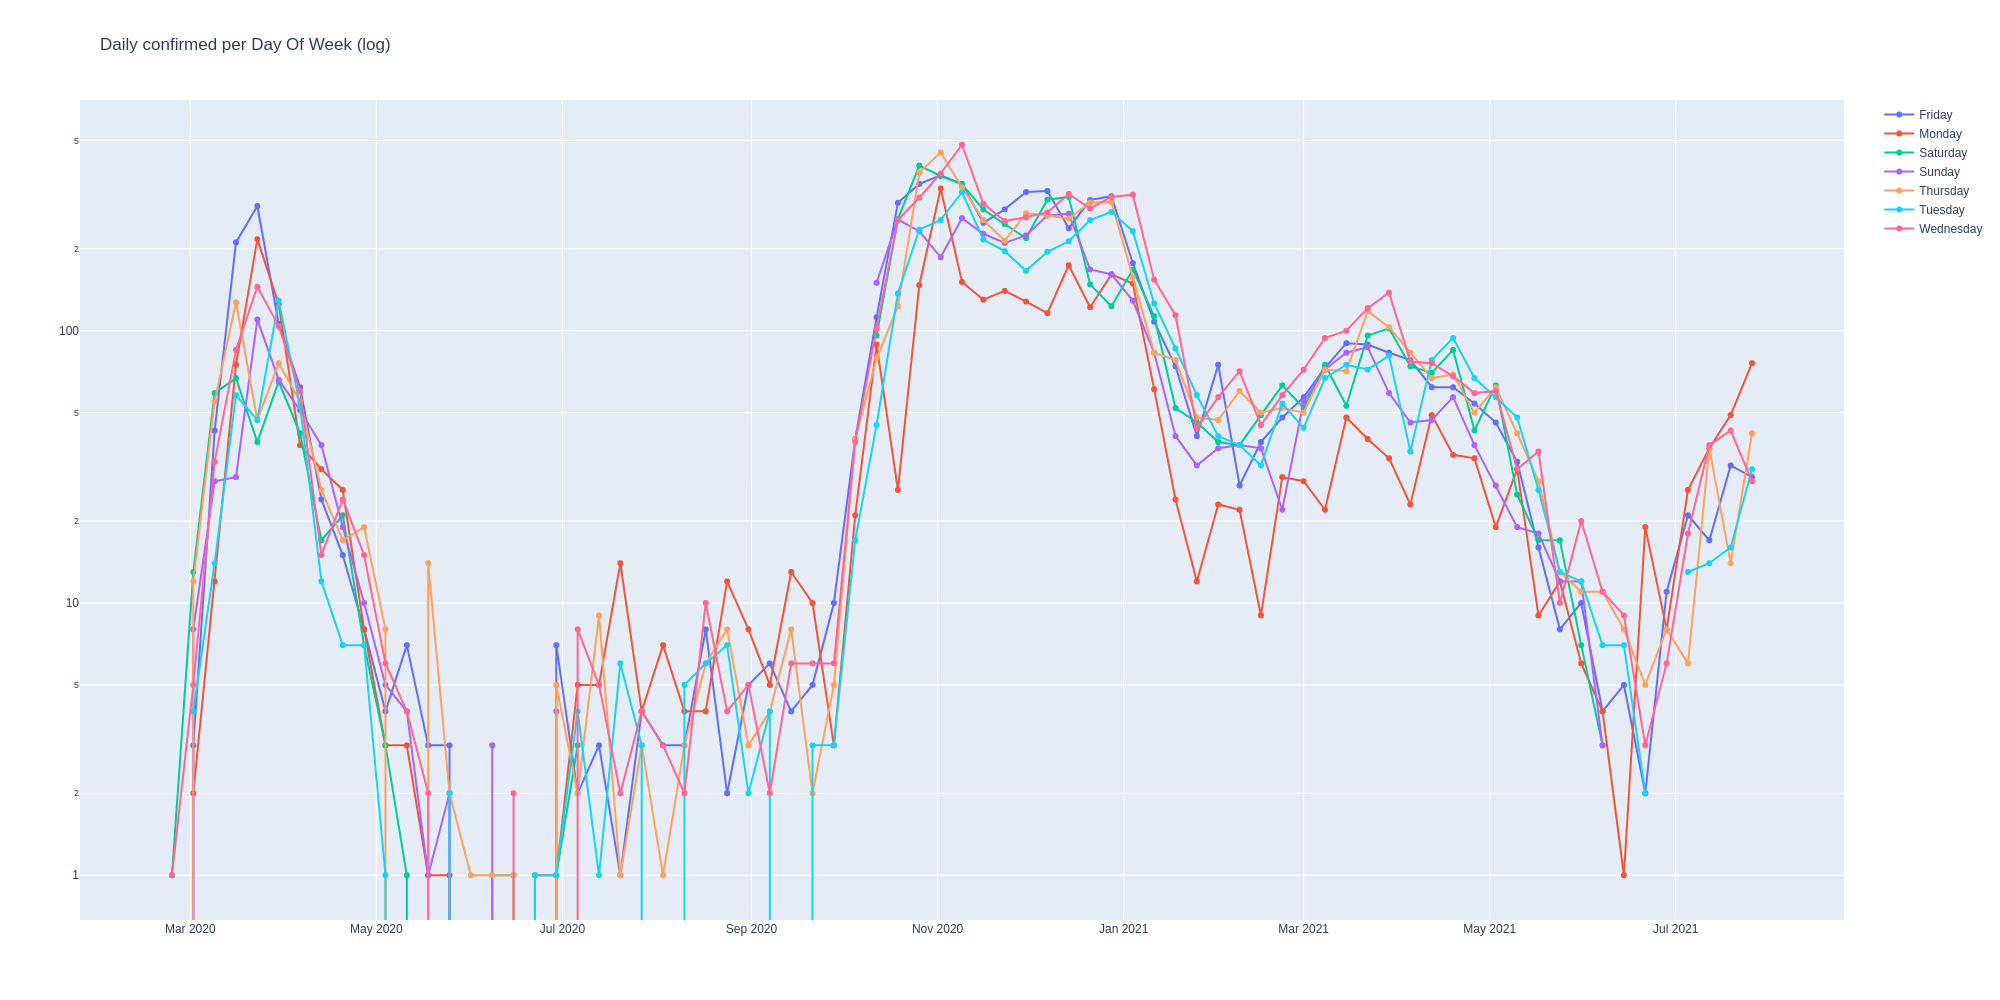 Daily confirmed per Day Of Week (log)
5
2
100
5
2
10
5
2
1
Mar 2020
May 2020
Jul 2020
Sep 2020
Nov 2020
Jan 2021
Mar 2021
May 2021
Jul 2021
Friday
Monday
Saturday
Sunday
Thursday
Tuesday
Wednesday